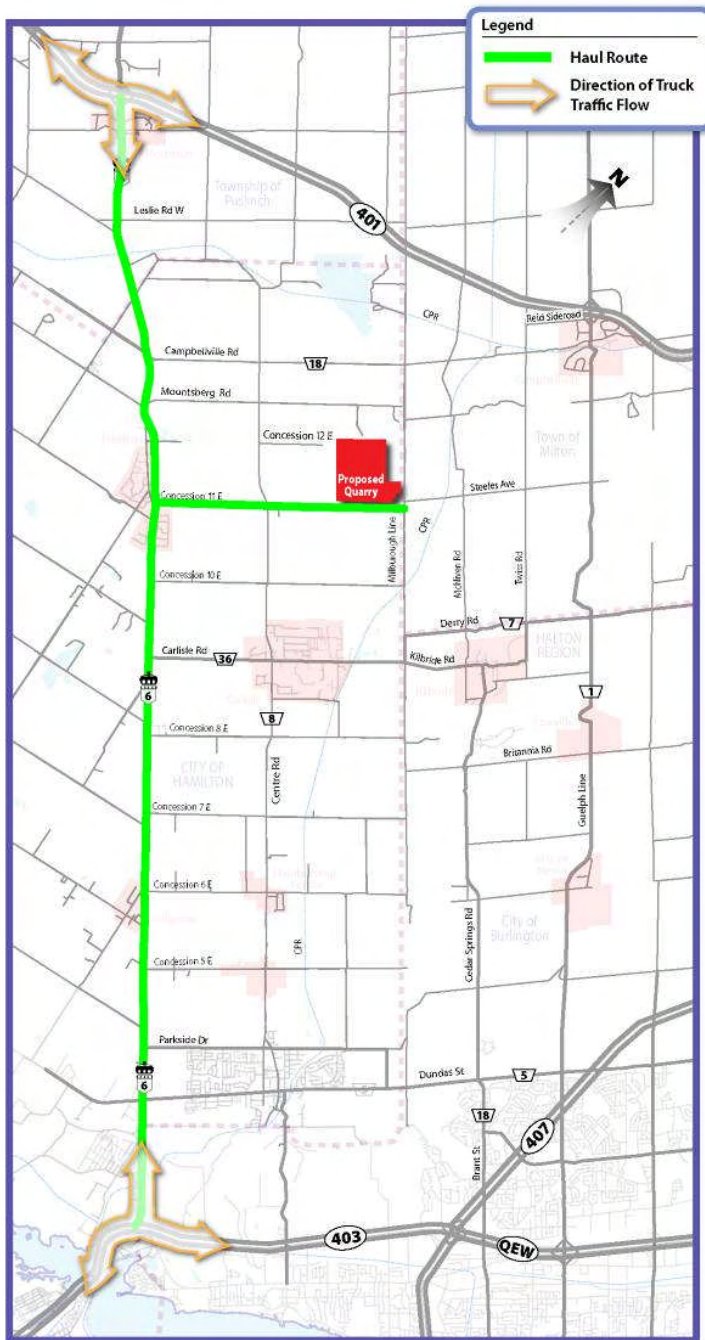 Legend
Haul Route
Direction of Truck
Traffic Flow
N
Township of
Puslinch
Leslie Rd W
401
CPR
Reid Sideroad
Campbellville Rd
18
Mountsberg Rd
Town of
Milton
Concession 12 E
Proposed
Quarry
Steeles Ave
Concession 11 E
CPR
Milburough Line
McNiven Rd
Twiss Rd
Concession 10 E
Derry Rd
7
HALTON
REGION
Carlisle Rd
36
Kilbride Rd
6
1
8
Concession 8 E
Britannia Rd
CITY OF
HAMILTON
Centre Rd
Guelph Line
Concession 7 E
Concession 6 E
City of
Burlington
Cedar Springs Rd
CPR
Concession 5 E
Parkside Dr
6
Dundas St
5
18
407
Brant St
403
QEW